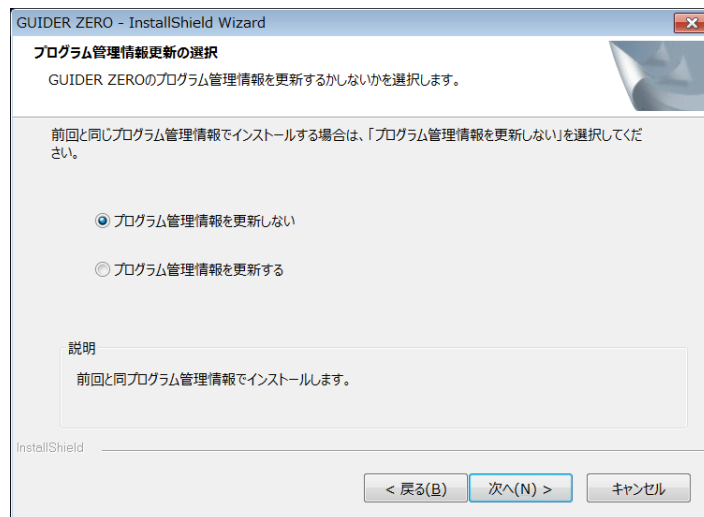 GUIDER ZERO - InstallShield Wizard
プログラム管理情報更新の選択
GUIDER ZEROのプログラム管理情報を更新するかしないかを選択します。
前回と同じプログラム管理情報でインストールする場合は、「プログラム管理情報を更新しない」を選択してくだ
さい。
プログラム管理情報を更新しない
プログラム管理情報を更新する
説明
前回と同プログラム管理情報でインストールします。
InstallShield
< 戻る(B) 次へ(N) > キャンセル